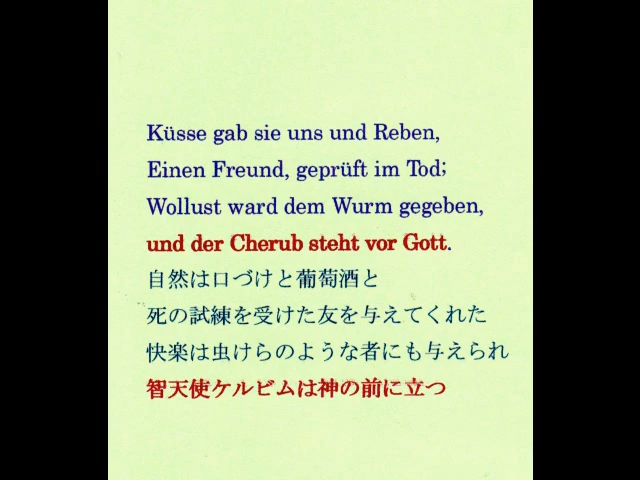 Küsse gab sie uns und Reben,
Einen Freund, geprüft im Tod;
Wollust ward dem Wurm gegeben,
und der Cherub steht vor Gott.
自然は口づけと葡萄酒と
死の試練を受けた友を与えてくれた
快楽は虫けらのような者にも与えられ
智天使ケルビムは神の前に立つ